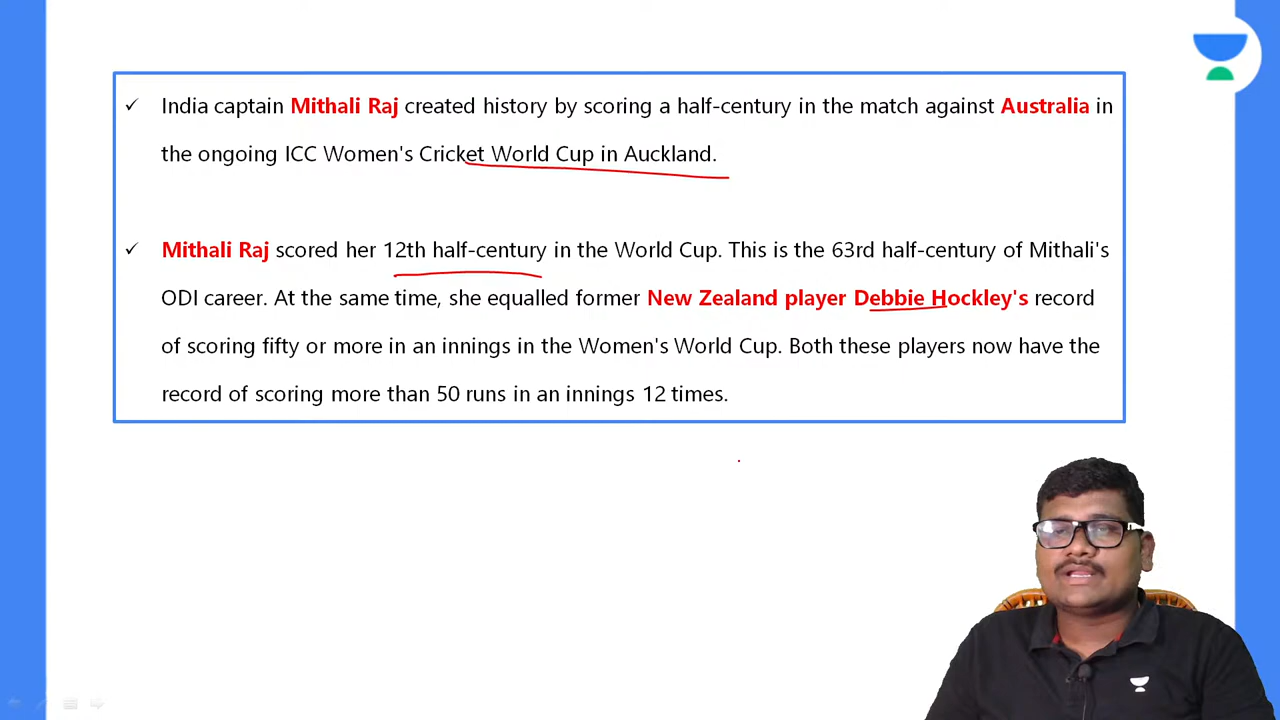 ✓ India captain Mithali Raj created history by scoring a half-century in the match against Australia in
the ongoing ICC Women's Cricket World Cup in Auckland.
✓ Mithali Raj scored her 12th half-century in the World Cup. This is the 63rd half-century of Mithali's
ODI career. At the same time, she equalled former New Zealand player Debbie Hockley's record
of scoring fifty or more in an innings in the Women's World Cup. Both these players now have the
record of scoring more than 50 runs in an innings 12 times.